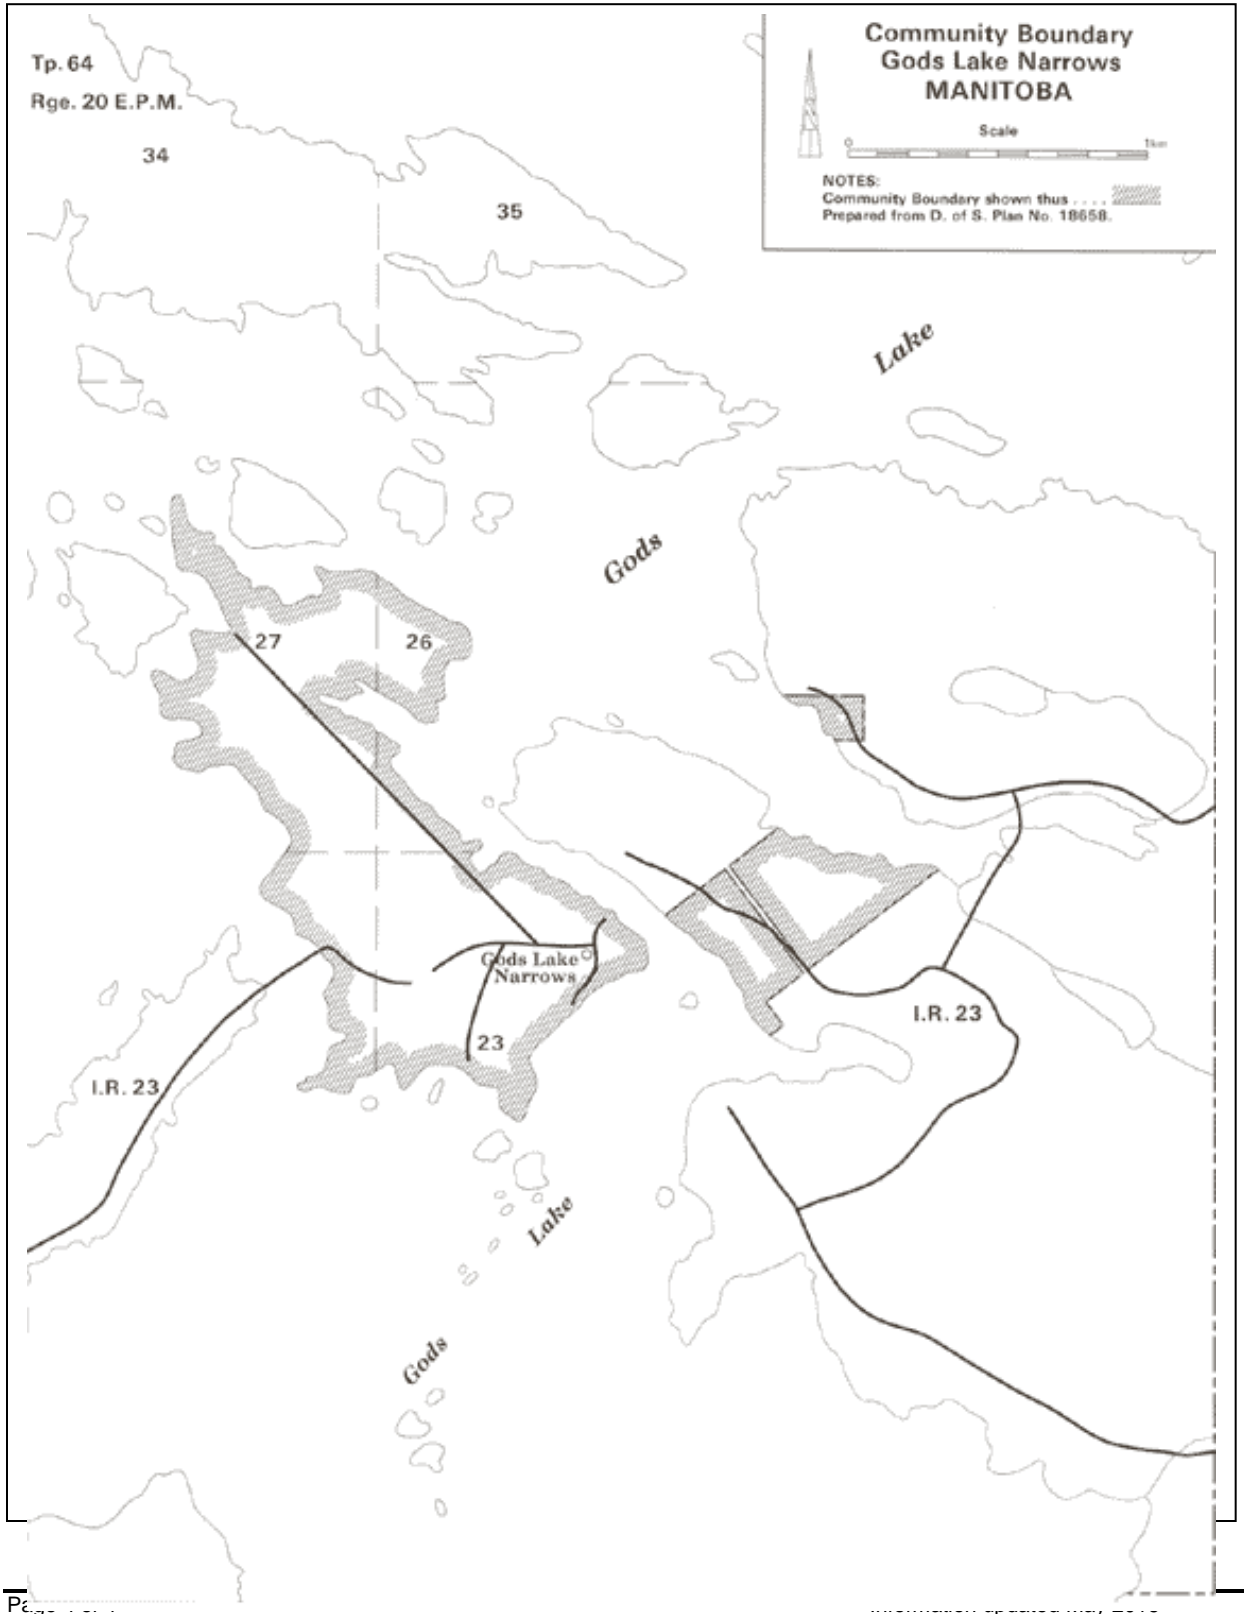 Community Boundary
Gods Lake Narrows
MANITOBA
Scale
0 1km
NOTES:
Community Boundary shown thus . . . .
Prepared from D. of S. Plan No. 18658.
Tp. 64
Rge. 20 E.P.M.
34
35
Lake
Gods
27
26
Gods Lake
Narrows
23
I.R. 23
I.R. 23
Lake
Gods